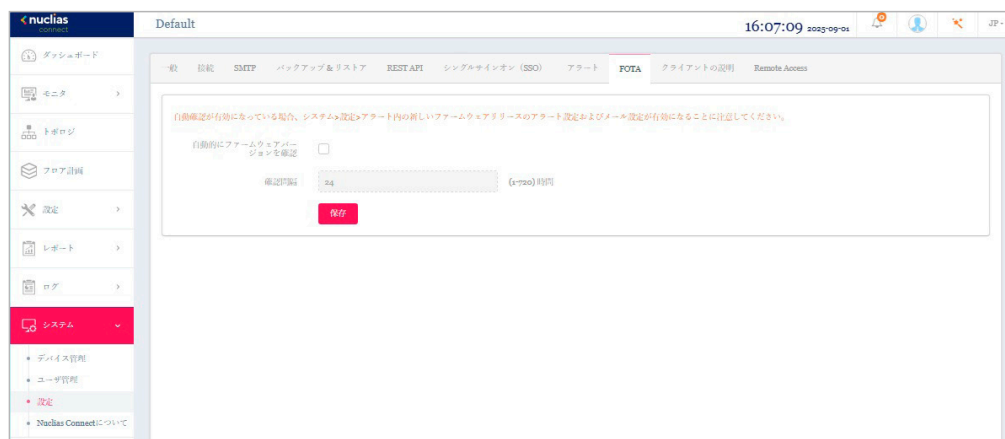 nuclias
connect
Default
16:07:09 2025-09-01
0
JP -
ダッシュボード
モニタ
トポロジ
フロア計画
設定
レポート
ログ
システム
デバイス管理
ユーザ管理
設定
Nuclias Connectについて
一般 接続 SMTP バックアップ&リストア REST API シングルサインオン（SSO） アラート FOTA クライアントの説明 Remote Access
自動確認が有効になっている場合、システム>設定>アラート内の新しいファームウェアリリースのアラート設定およびメール設定が有効になることに注意してください。
自動的にファームウェアバー
ジョンを確認
確認間隔 24 (1-720) 時間
保存